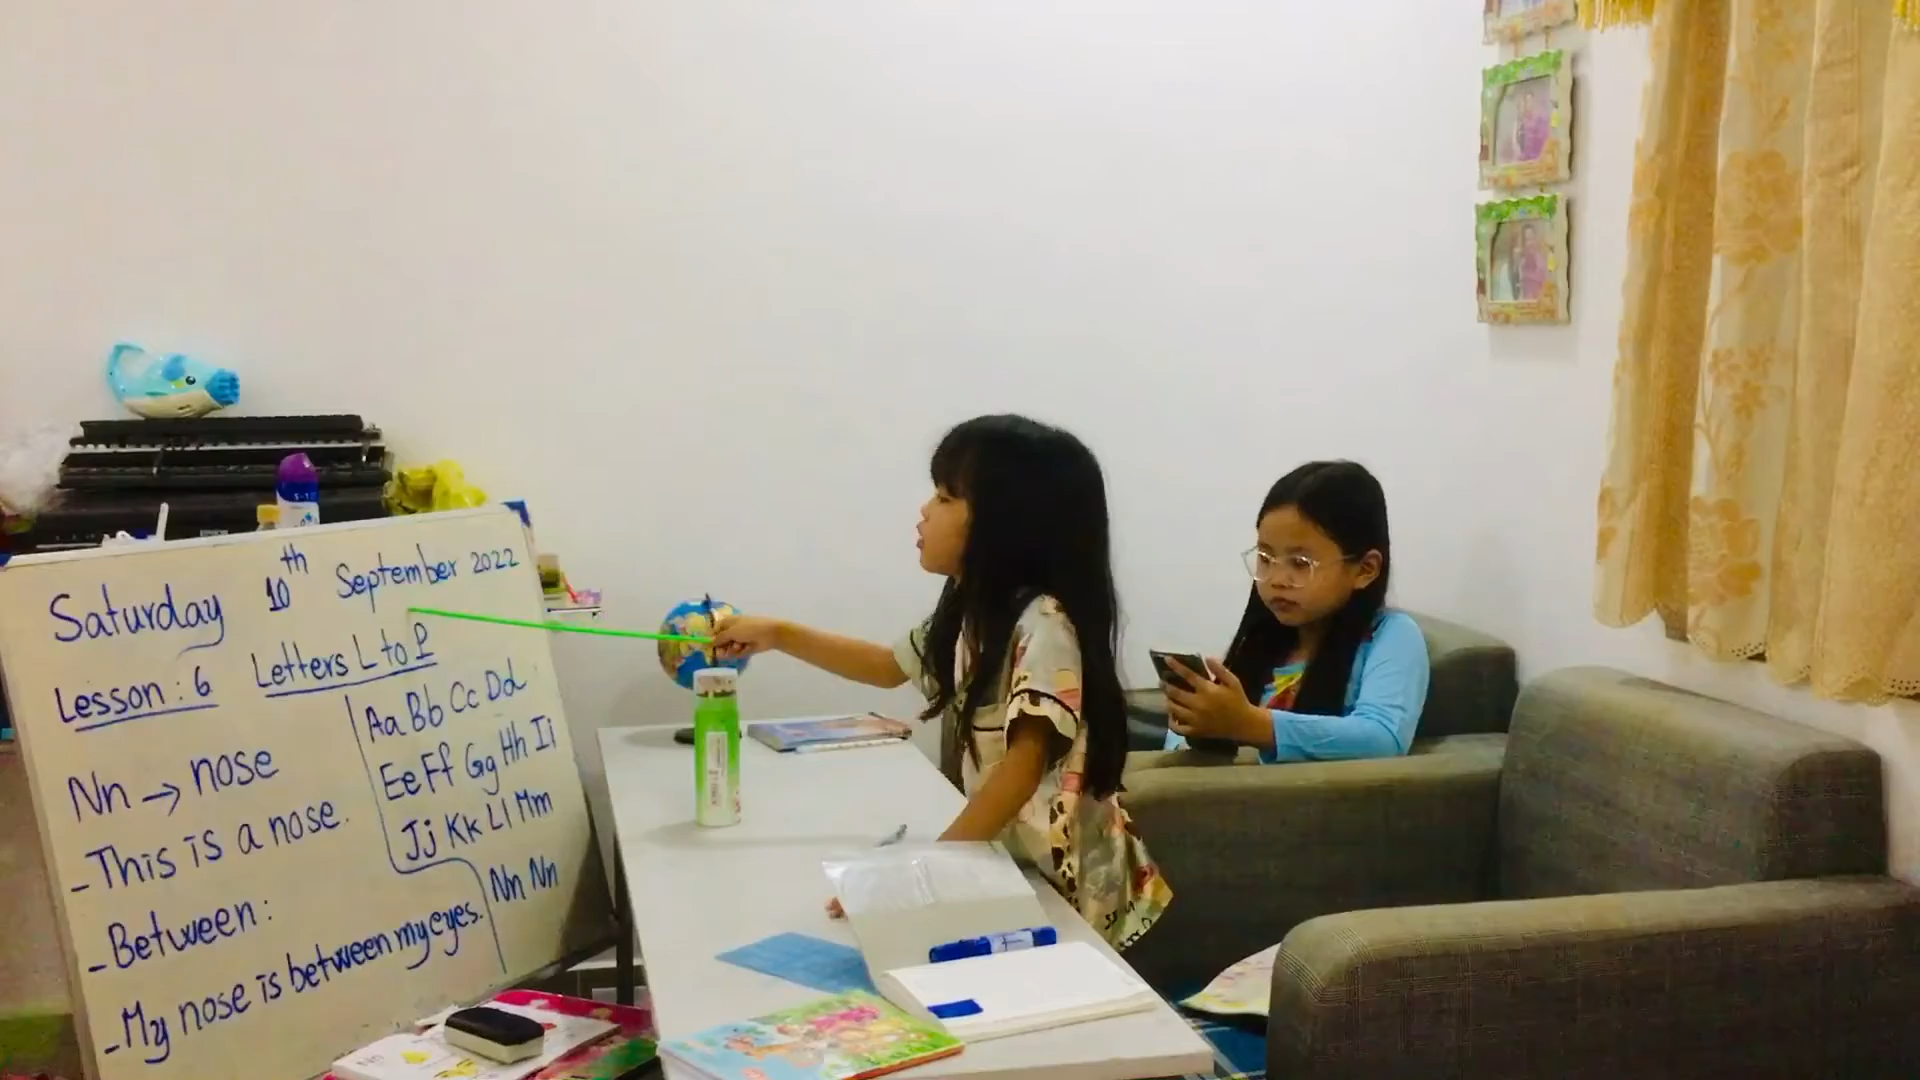 Saturday 10th September 2022
Lesson : 6 Letters L to P
Nn → nose
- This is a nose.
- Between :
- My nose is between my eyes.
Aa Bb Cc Dd
Ee Ff Gg Hh Ii
Jj Kk Ll Mm
Nn Nn